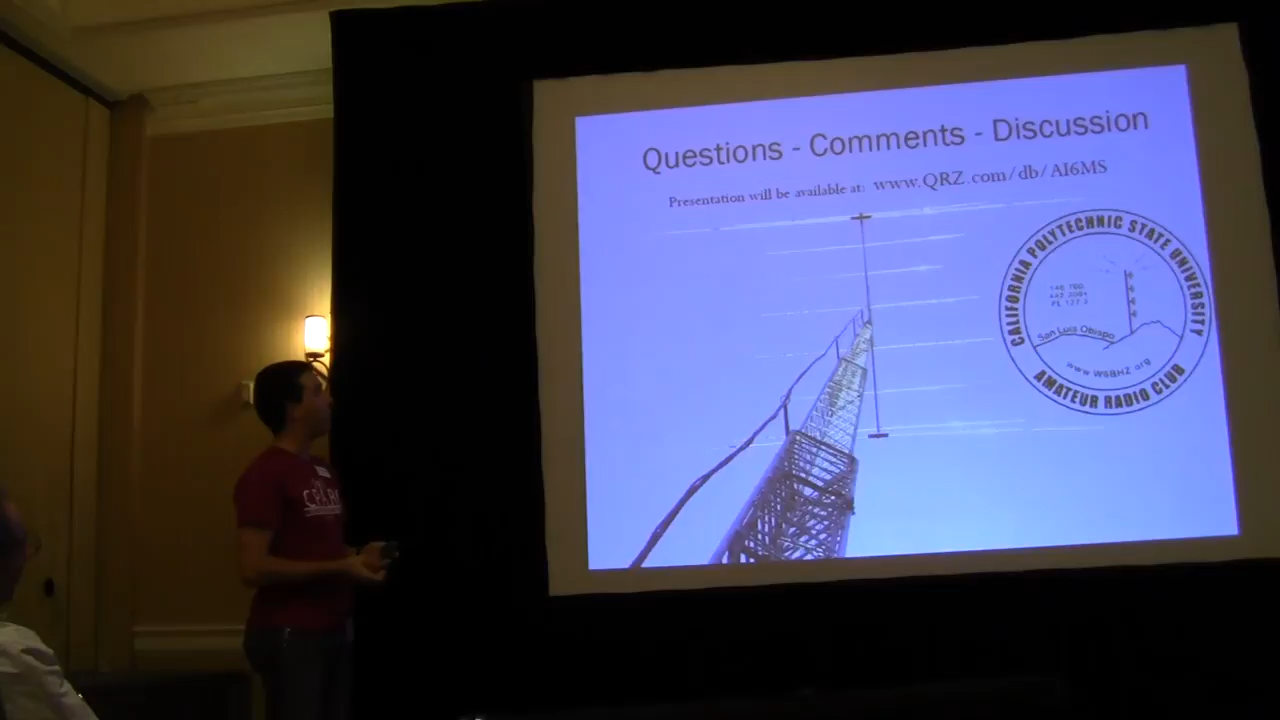 Questions - Comments - Discussion
Presentation will be available at: www.QRZ.com/db/AI6MS
CALIFORNIA POLYTECHNIC STATE UNIVERSITY
San Luis Obispo
AMATEUR RADIO CLUB